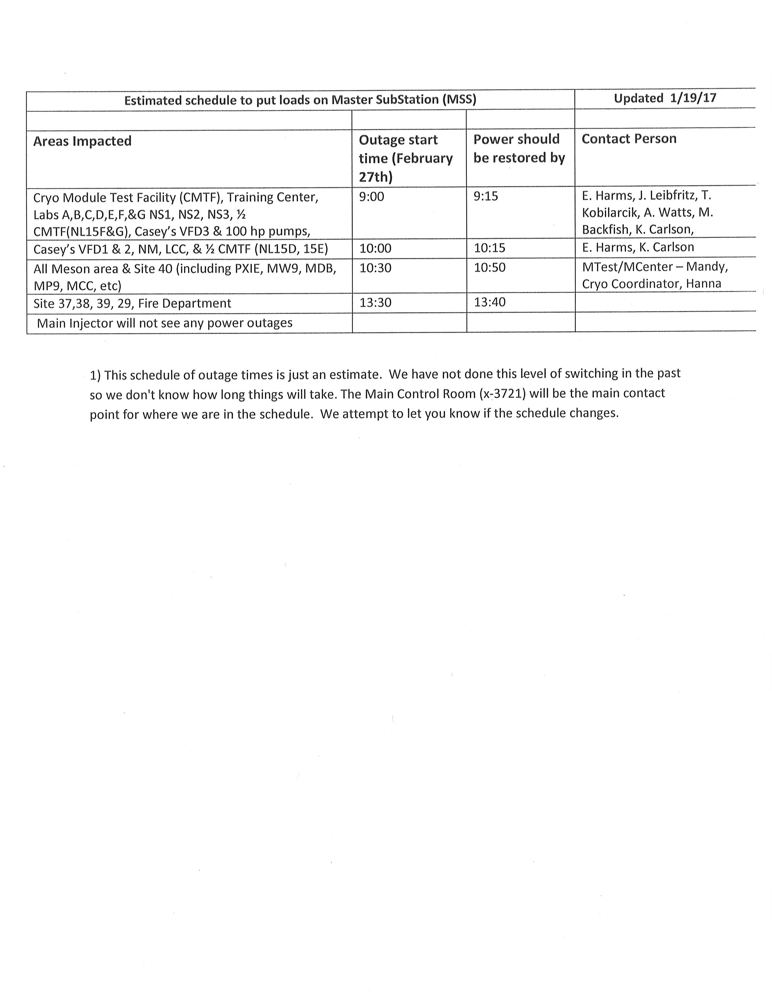 Estimated schedule to put loads on Master SubStation (MSS)
Updated 1/19/17
Areas Impacted
Outage start
time (February
27th)
Power should
be restored by
Contact Person
Cryo Module Test Facility (CMTF), Training Center,
Labs A,B,C,D,E,F,&G NS1, NS2, NS3, ½
CMTF(NL15F&G), Casey's VFD3 & 100 hp pumps,
9:00
9:15
E. Harms, J. Leibfritz, T.
Kobilarcik, A. Watts, M.
Backfish, K. Carlson,
Casey's VFD1 & 2, NM, LCC, & ½ CMTF (NL15D, 15E)
10:00
10:15
E. Harms, K. Carlson
All Meson area & Site 40 (including PXIE, MW9, MDB,
MP9, MCC, etc)
10:30
10:50
MTest/MCenter – Mandy,
Cryo Coordinator, Hanna
Site 37,38, 39, 29, Fire Department
13:30
13:40
Main Injector will not see any power outages
1) This schedule of outage times is just an estimate. We have not done this level of switching in the past
so we don't know how long things will take. The Main Control Room (x-3721) will be the main contact
point for where we are in the schedule. We attempt to let you know if the schedule changes.